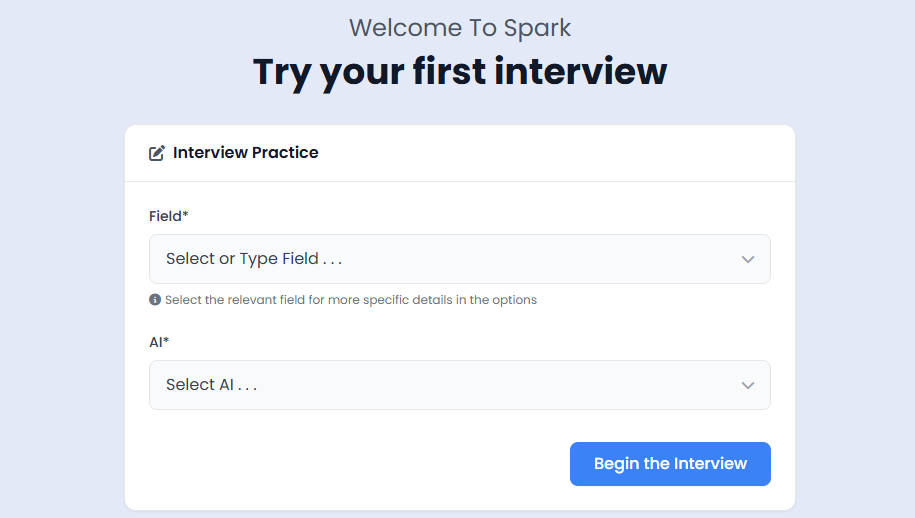 Welcome To Spark
Try your first interview
Interview Practice
Field*
Select or Type Field . . .
Select the relevant field for more specific details in the options
AI*
Select AI . . .
Begin the Interview